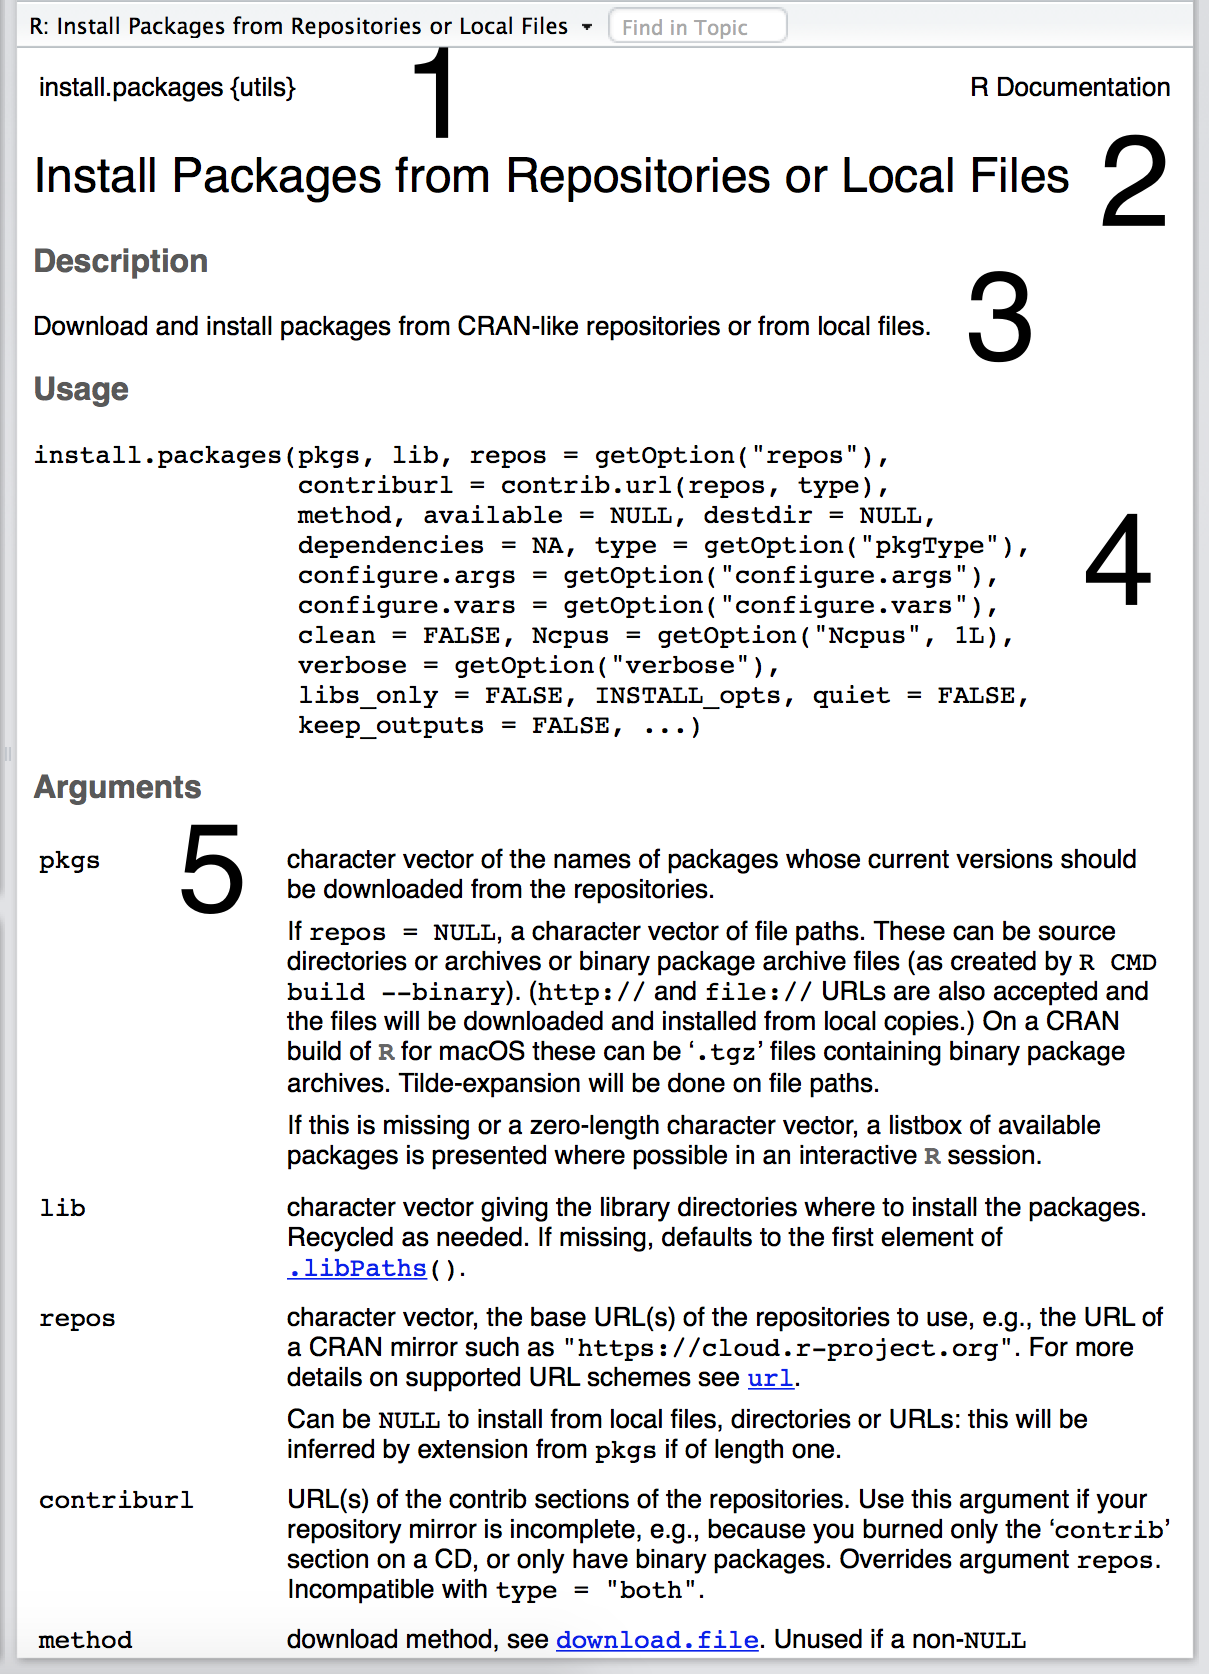 R: Install Packages from Repositories or Local Files
Find in Topic
install.packages {utils}
1
R Documentation
Install Packages from Repositories or Local Files
2
Description
Download and install packages from CRAN-like repositories or from local files.
3
Usage
install.packages(pkgs, lib, repos = getOption("repos"),
contriburl = contrib.url(repos, type),
method, available = NULL, destdir = NULL,
dependencies = NA, type = getOption("pkgType"),
configure.args = getOption("configure.args"),
configure.vars = getOption("configure.vars"),
clean = FALSE, Ncpus = getOption("Ncpus", 1L),
verbose = getOption("verbose"),
libs_only = FALSE, INSTALL_opts, quiet = FALSE,
keep_outputs = FALSE, ...)
4
Arguments
pkgs
5
character vector of the names of packages whose current versions should
be downloaded from the repositories.
If repos = NULL, a character vector of file paths. These can be source
directories or archives or binary package archive files (as created by R CMD
build --binary). (http:// and file:// URLs are also accepted and
the files will be downloaded and installed from local copies.) On a CRAN
build of R for macOS these can be ‘.tgz’ files containing binary package
archives. Tilde-expansion will be done on file paths.
If this is missing or a zero-length character vector, a listbox of available
packages is presented where possible in an interactive R session.
lib
character vector giving the library directories where to install the packages.
Recycled as needed. If missing, defaults to the first element of
.libPaths().
repos
character vector, the base URL(s) of the repositories to use, e.g., the URL of
a CRAN mirror such as "https://cloud.r-project.org". For more
details on supported URL schemes see url.
Can be NULL to install from local files, directories or URLs: this will be
inferred by extension from pkgs if of length one.
contriburl
URL(s) of the contrib sections of the repositories. Use this argument if your
repository mirror is incomplete, e.g., because you burned only the ‘contrib’
section on a CD, or only have binary packages. Overrides argument repos.
Incompatible with type = "both".
method
download method, see download.file. Unused if a non-NULL